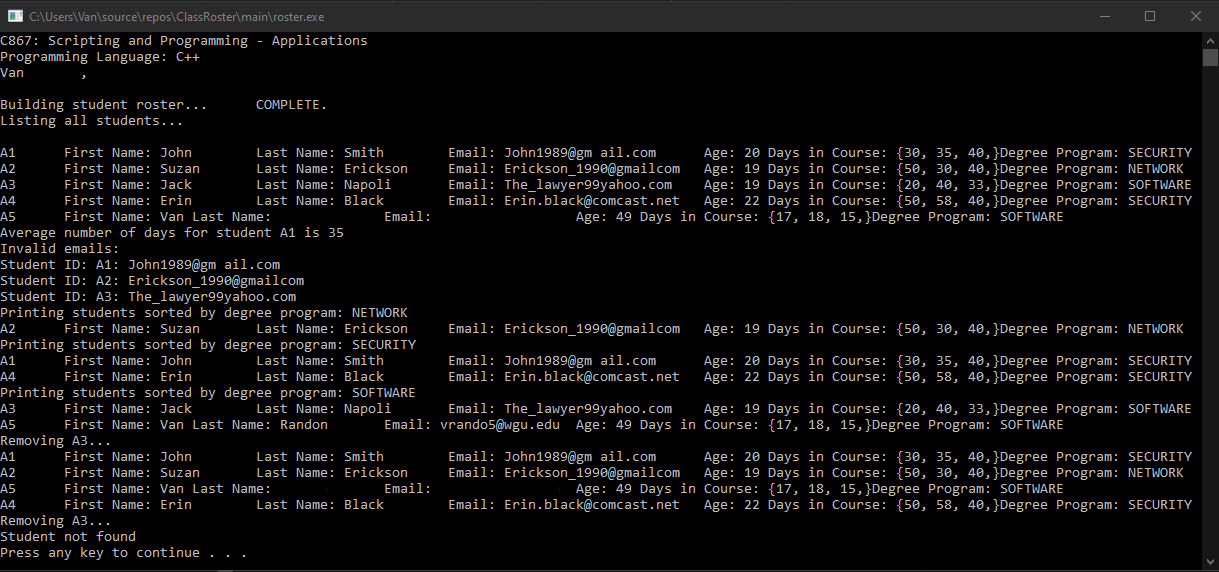 C:\Users\Van\source\repos\ClassRoster\main\roster.exe
C867: Scripting and Programming - Applications
Programming Language: C++
Van       ,
Building student roster...      COMPLETE.
Listing all students...
A1      First Name: John        Last Name: Smith        Email: John1989@gm ail.com      Age: 20 Days in Course: {30, 35, 40,}Degree Program: SECURITY
A2      First Name: Suzan       Last Name: Erickson     Email: Erickson_1990@gmailcom   Age: 19 Days in Course: {50, 30, 40,}Degree Program: NETWORK
A3      First Name: Jack        Last Name: Napoli       Email: The_lawyer99yahoo.com    Age: 19 Days in Course: {20, 40, 33,}Degree Program: SOFTWARE
A4      First Name: Erin        Last Name: Black        Email: Erin.black@comcast.net   Age: 22 Days in Course: {50, 58, 40,}Degree Program: SECURITY
A5      First Name: Van Last Name:              Email:                  Age: 49 Days in Course: {17, 18, 15,}Degree Program: SOFTWARE
Average number of days for student A1 is 35
Invalid emails:
Student ID: A1: John1989@gm ail.com
Student ID: A2: Erickson_1990@gmailcom
Student ID: A3: The_lawyer99yahoo.com
Printing students sorted by degree program: NETWORK
A2      First Name: Suzan       Last Name: Erickson     Email: Erickson_1990@gmailcom   Age: 19 Days in Course: {50, 30, 40,}Degree Program: NETWORK
Printing students sorted by degree program: SECURITY
A1      First Name: John        Last Name: Smith        Email: John1989@gm ail.com      Age: 20 Days in Course: {30, 35, 40,}Degree Program: SECURITY
A4      First Name: Erin        Last Name: Black        Email: Erin.black@comcast.net   Age: 22 Days in Course: {50, 58, 40,}Degree Program: SECURITY
Printing students sorted by degree program: SOFTWARE
A3      First Name: Jack        Last Name: Napoli       Email: The_lawyer99yahoo.com    Age: 19 Days in Course: {20, 40, 33,}Degree Program: SOFTWARE
A5      First Name: Van Last Name: Randon       Email: vrando5@wgu.edu  Age: 49 Days in Course: {17, 18, 15,}Degree Program: SOFTWARE
Removing A3...
A1      First Name: John        Last Name: Smith        Email: John1989@gm ail.com      Age: 20 Days in Course: {30, 35, 40,}Degree Program: SECURITY
A2      First Name: Suzan       Last Name: Erickson     Email: Erickson_1990@gmailcom   Age: 19 Days in Course: {50, 30, 40,}Degree Program: NETWORK
A5      First Name: Van Last Name:              Email:                  Age: 49 Days in Course: {17, 18, 15,}Degree Program: SOFTWARE
A4      First Name: Erin        Last Name: Black        Email: Erin.black@comcast.net   Age: 22 Days in Course: {50, 58, 40,}Degree Program: SECURITY
Removing A3...
Student not found
Press any key to continue . . .